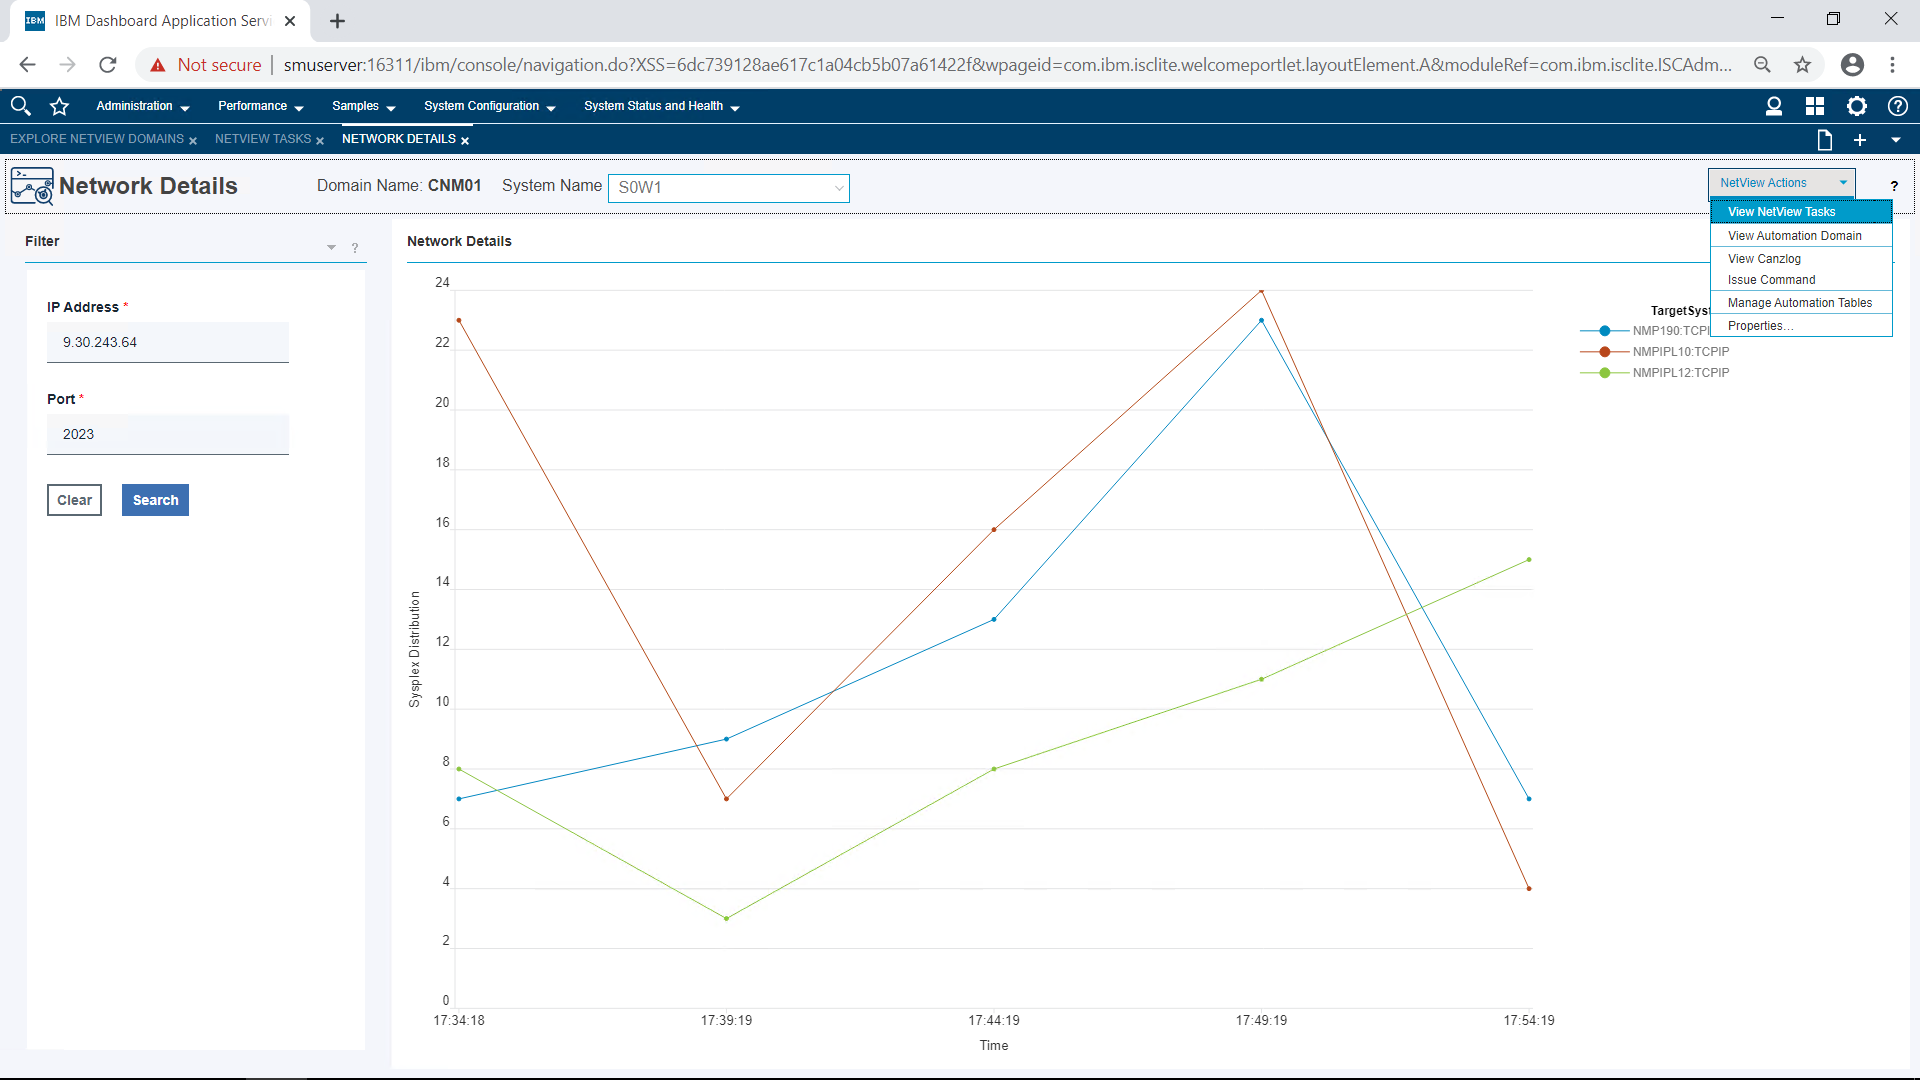 IBM Dashboard Application Servi
Not secure | smuserver:16311/ibm/console/navigation.do?XSS=6dc739128ae617c1a04cb5b07a61422f&wpageid=com.ibm.isclite.welcomeportlet.layoutElement.A&moduleRef=com.ibm.isclite.ISCAdm...
Administration Performance Samples System Configuration System Status and Health
EXPLORE NETVIEW DOMAINS NETVIEW TASKS NETWORK DETAILS
Network Details Domain Name: CNM01 System Name S0W1 NetView Actions ?
View NetView Tasks
View Automation Domain
View Canzlog
Issue Command
Manage Automation Tables
Properties...
Filter ?
IP Address *
9.30.243.64
Port *
2023
Clear Search
Network Details
TargetSyst
NMP190:TCPI
NMPIPL10:TCPIP
NMPIPL12:TCPIP
24
22
20
18
16
14
12
10
8
6
4
2
0
Sysplex Distribution
17:34:18 17:39:19 17:44:19 17:49:19 17:54:19
Time